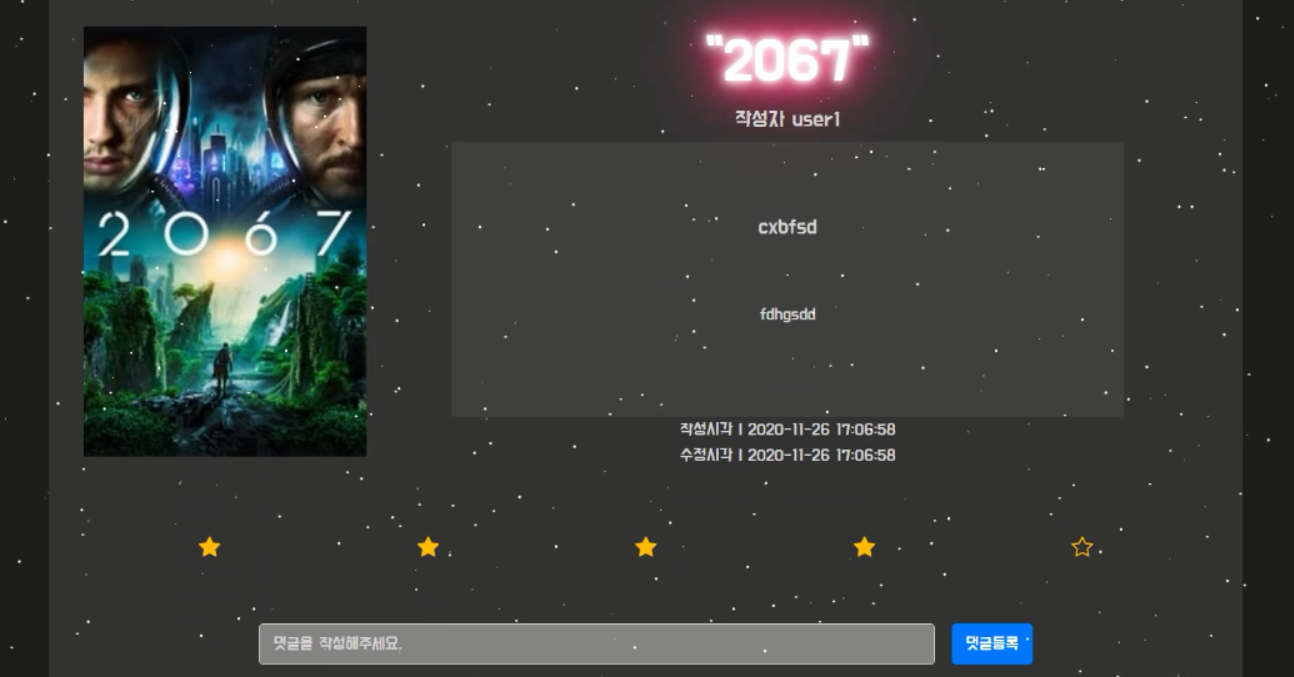 2067
"2067"
작성자 user1
cxbfsd
fdhgsdd
작성시각 | 2020-11-26 17:06:58
수정시각 | 2020-11-26 17:06:58
댓글을 작성해주세요.
댓글등록